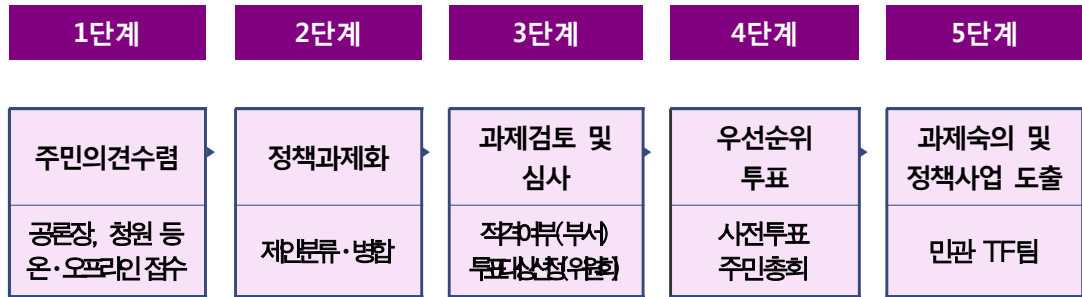 1단계
2단계
3단계
4단계
5단계
주민의견수렴
정책과제화
과제검토 및
심사
우선순위
투표
과제숙의 및
정책사업 도출
공론장, 청원 등
온·오프라인 접수
제안분류·병합
적격여부(부서)
투표대상선정(위원회)
사전투표
주민총회
민관 TF팀